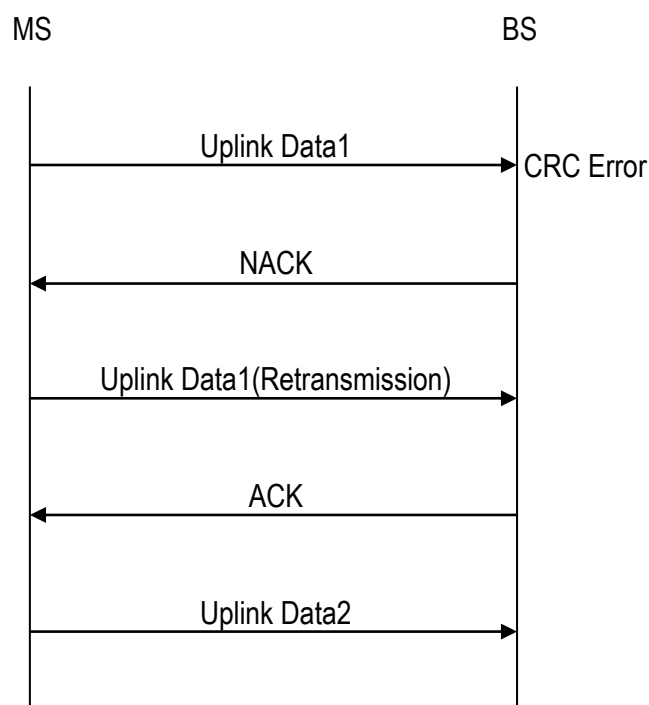 MS
BS
Uplink Data1
CRC Error
NACK
Uplink Data1(Retransmission)
ACK
Uplink Data2